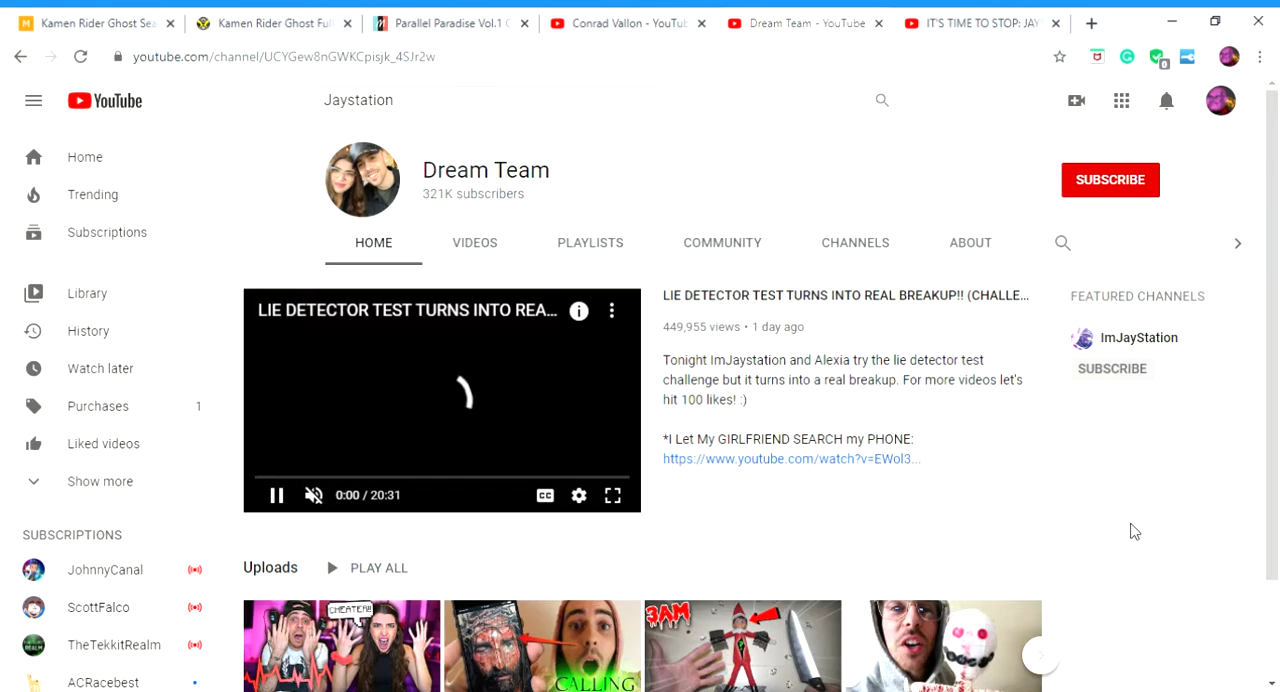 Kamen Rider Ghost Sea
Kamen Rider Ghost Full
Parallel Paradise Vol.1 C
Conrad Vallon - YouTub
Dream Team - YouTube
IT'S TIME TO STOP: JAY
youtube.com/channel/UCYGew8nGWKCpisjk_4SJr2w
0
YouTube
Jaystation
Home
Trending
Subscriptions
Library
History
Watch later
Purchases 1
Liked videos
Show more
SUBSCRIPTIONS
JohnnyCanal
ScottFalco
TheTekkitRealm
ACRacebest
Dream Team
321K subscribers
SUBSCRIBE
HOME VIDEOS PLAYLISTS COMMUNITY CHANNELS ABOUT
LIE DETECTOR TEST TURNS INTO REA...
0:00 / 20:31
CC
LIE DETECTOR TEST TURNS INTO REAL BREAKUP!! (CHALLE...
449,955 views • 1 day ago
Tonight ImJaystation and Alexia try the lie detector test
challenge but it turns into a real breakup. For more videos let's
hit 100 likes! :)
*I Let My GIRLFRIEND SEARCH my PHONE:
https://www.youtube.com/watch?v=EWol3...
FEATURED CHANNELS
ImJayStation
SUBSCRIBE
Uploads PLAY ALL
CHEATER!!
CALLING
3AM